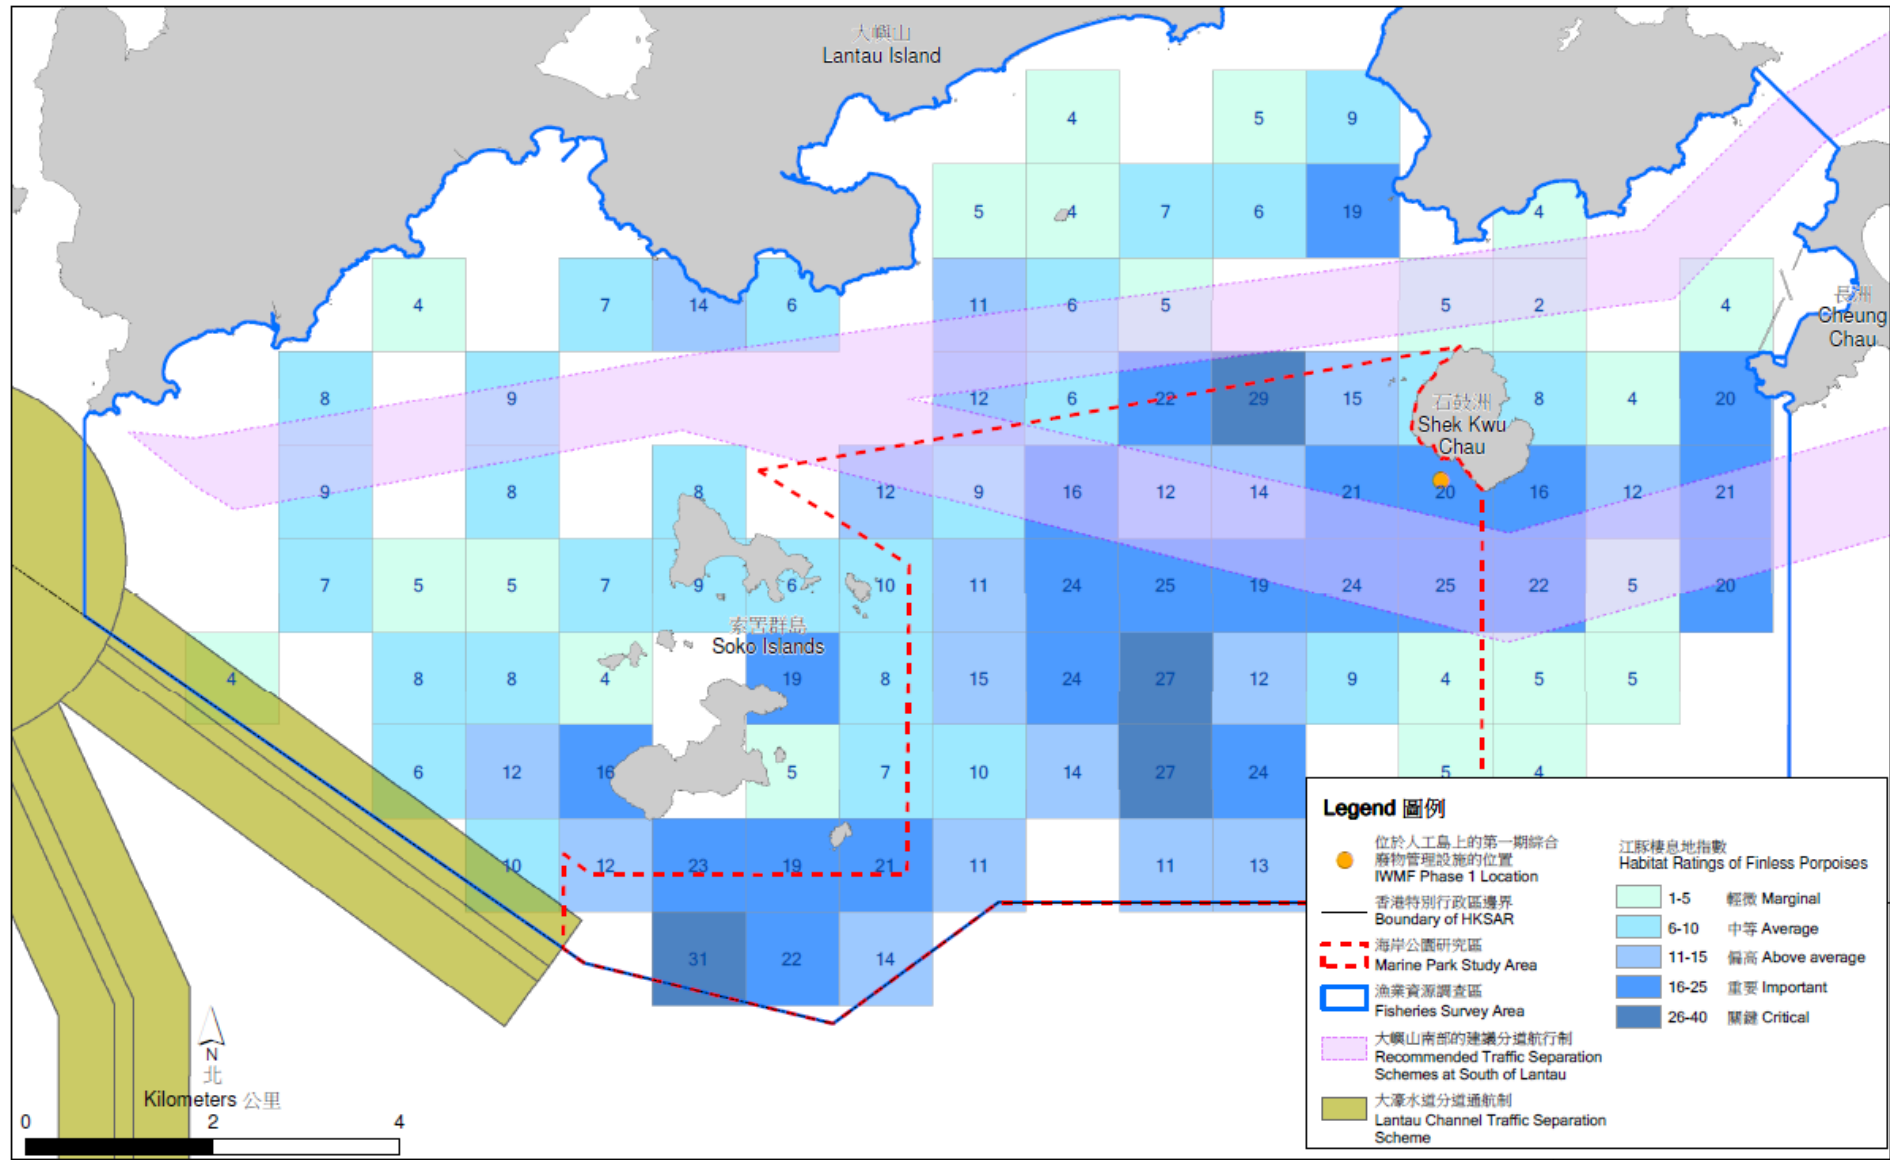 大嶼山
Lantau Island
4 5 9
5 4 7 6 19 4
4 7 14 6 11 6 5 5 2 4
長洲
Cheung
Chau
8 9 12 6 22 29 15 8 4 20
石鼓洲
Shek Kwu
Chau
9 8 8 12 9 16 12 14 21 20 16 12 21
7 5 5 7 9 6 10 11 24 25 19 24 25 22 5 20
索罟群島
Soko Islands
4 8 8 4 19 8 15 24 27 12 9 4 5 5
6 12 16 5 7 10 14 27 24 5 4
10 12 23 19 21 11 11 13
31 22 14
N
北
Kilometers 公里
0 2 4
Legend 圖例
位於人工島上的第一期綜合
廢物管理設施的位置
IWMF Phase 1 Location
香港特別行政區邊界
Boundary of HKSAR
海岸公園研究區
Marine Park Study Area
漁業資源調查區
Fisheries Survey Area
大嶼山南部的建議分道航行制
Recommended Traffic Separation
Schemes at South of Lantau
大濠水道分道通航制
Lantau Channel Traffic Separation
Scheme
江豚棲息地指數
Habitat Ratings of Finless Porpoises
1-5 輕微 Marginal
6-10 中等 Average
11-15 偏高 Above average
16-25 重要 Important
26-40 關鍵 Critical